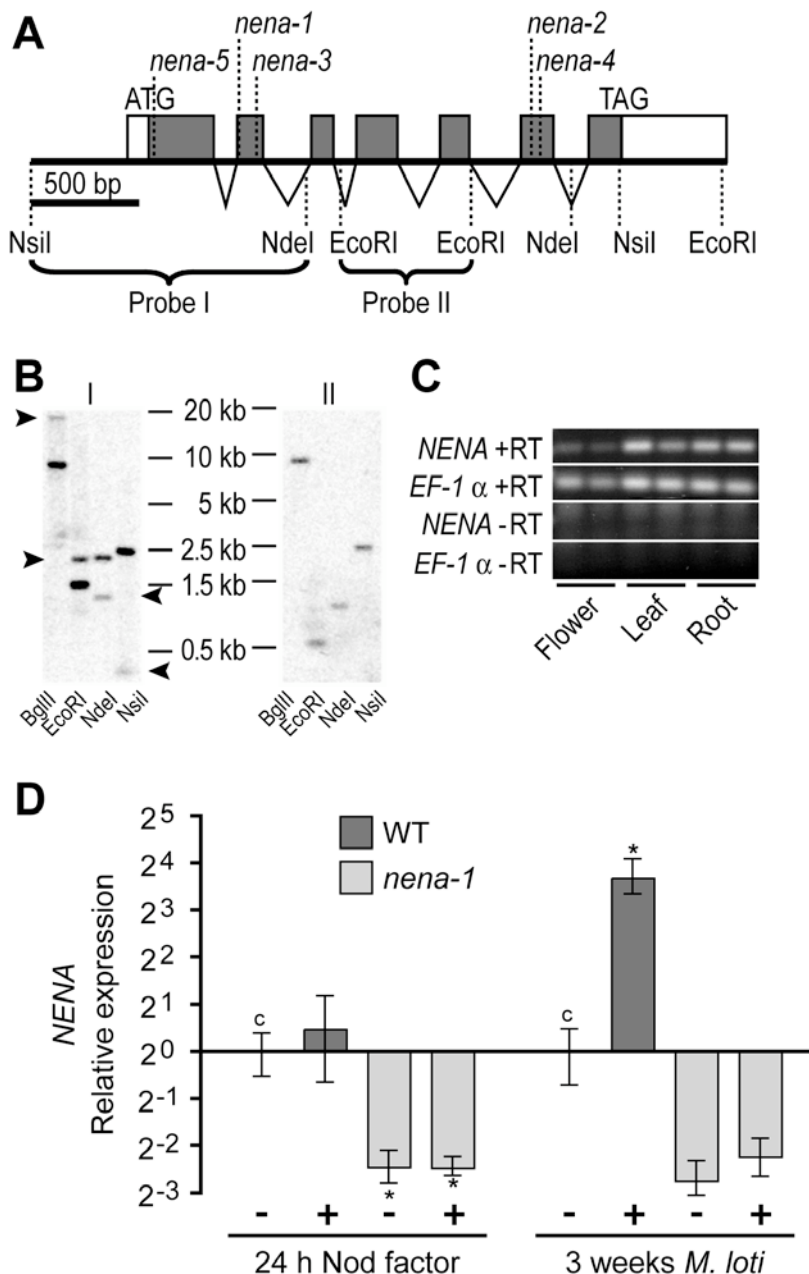 A
nena-1
nena-2
nena-5
nena-3
nena-4
ATG
TAG
500 bp
NsiI
NdeI
EcoRI
EcoRI
NdeI
NsiI
EcoRI
Probe I
Probe II
B
I
II
20 kb
10 kb
5 kb
2.5 kb
1.5 kb
0.5 kb
BglII
EcoRI
NdeI
NsiI
BglII
EcoRI
NdeI
NsiI
C
NENA +RT
EF-1 α +RT
NENA -RT
EF-1 α -RT
Flower
Leaf
Root
D
NENA
Relative expression
2^5
2^4
2^3
2^2
2^1
2^0
2^-1
2^-2
2^-3
WT
nena-1
c
*
*
c
*
- + - +
- + - +
24 h Nod factor
3 weeks M. loti